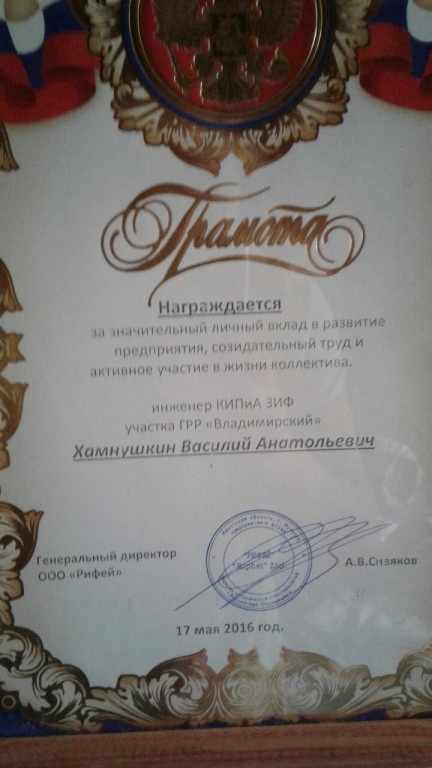 Грамота
Награждается
за значительный личный вклад в развитие
предприятия, созидательный труд и
активное участие в жизни коллектива.
инженер КИПиА ЗИФ
участка ГРР «Владимирский»
Хамнушкин Василий Анатольевич
Генеральный директор
ООО «Рифей»
А.В.Сизяков
17 мая 2016 год.